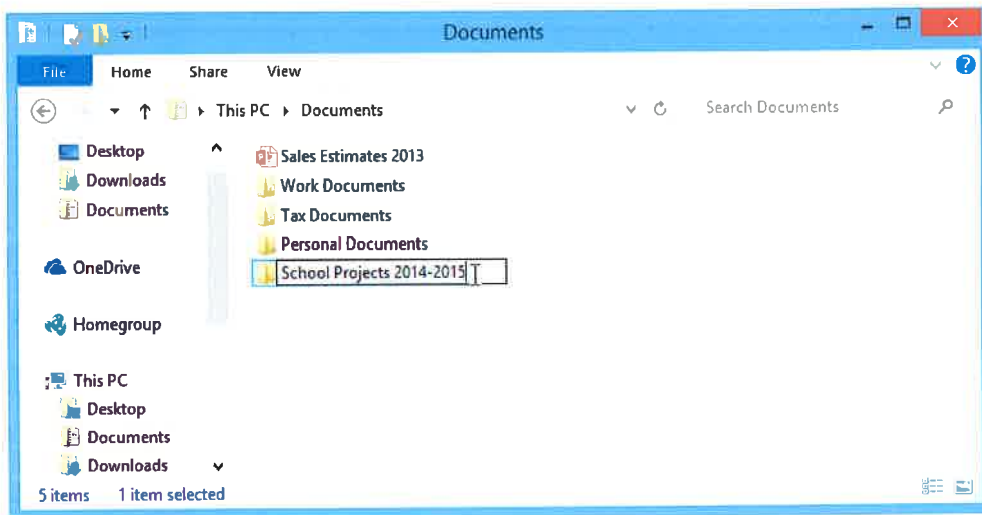 Documents
File Home Share View
This PC Documents Search Documents
Desktop
Downloads
Documents
OneDrive
Homegroup
This PC
Desktop
Documents
Downloads
Sales Estimates 2013
Work Documents
Tax Documents
Personal Documents
School Projects 2014-2015
5 items 1 item selected